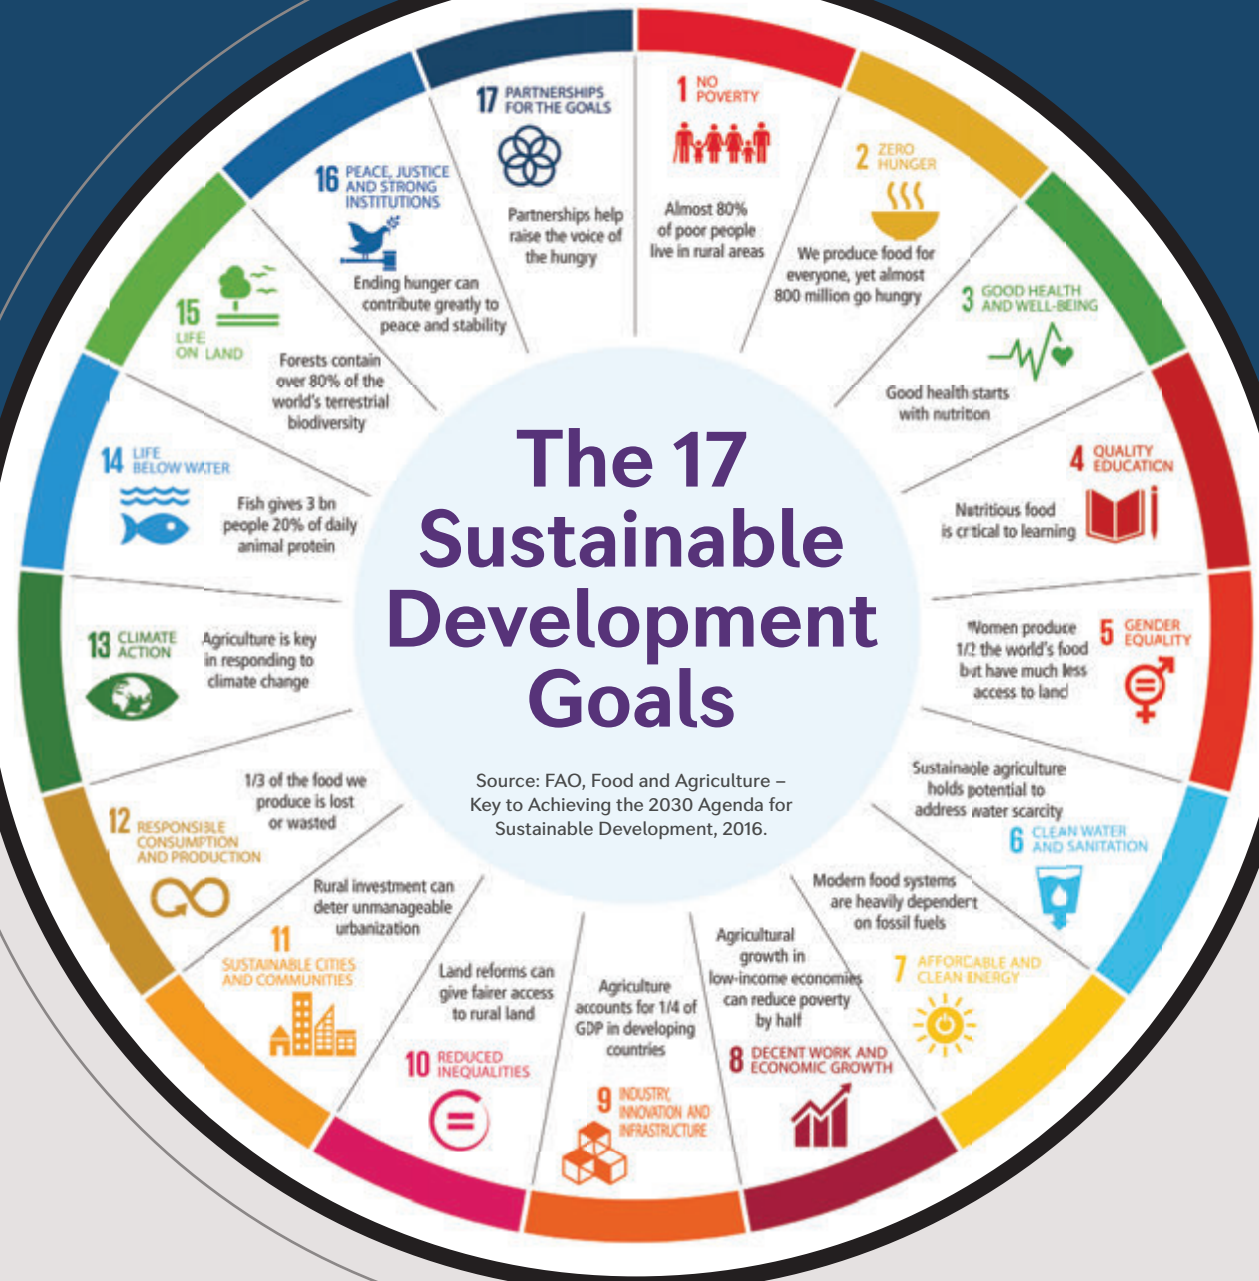 The 17
Sustainable
Development
Goals
Source: FAO, Food and Agriculture –
Key to Achieving the 2030 Agenda for
Sustainable Development, 2016.
1 NO
POVERTY
Almost 80%
of poor people
live in rural areas
2 ZERO
HUNGER
We produce food for
everyone, yet almost
800 million go hungry
3 GOOD HEALTH
AND WELL-BEING
Good health starts
with nutrition
4 QUALITY
EDUCATION
Nutritious food
is critical to learning
5 GENDER
EQUALITY
Women produce
1/2 the world's food
but have much less
access to land
Sustainable agriculture
holds potential to
address water scarcity
6 CLEAN WATER
AND SANITATION
Modern food systems
are heavily dependent
on fossil fuels
7 AFFORDABLE AND
CLEAN ENERGY
Agricultural
growth in
low-income economies
can reduce poverty
by half
8 DECENT WORK AND
ECONOMIC GROWTH
Agriculture
accounts for 1/4 of
GDP in developing
countries
9 INDUSTRY,
INNOVATION AND
INFRASTRUCTURE
Land reforms can
give fairer access
to rural land
10 REDUCED
INEQUALITIES
Rural investment can
deter unmanageable
urbanization
11
SUSTAINABLE CITIES
AND COMMUNITIES
1/3 of the food we
produce is lost
or wasted
12 RESPONSIBLE
CONSUMPTION
AND PRODUCTION
13 CLIMATE
ACTION
Agriculture is key
in responding to
climate change
14 LIFE
BELOW WATER
Fish gives 3 bn
people 20% of daily
animal protein
15
LIFE
ON LAND
Forests contain
over 80% of the
world's terrestrial
biodiversity
16 PEACE, JUSTICE
AND STRONG
INSTITUTIONS
Ending hunger can
contribute greatly to
peace and stability
17 PARTNERSHIPS
FOR THE GOALS
Partnerships help
raise the voice of
the hungry